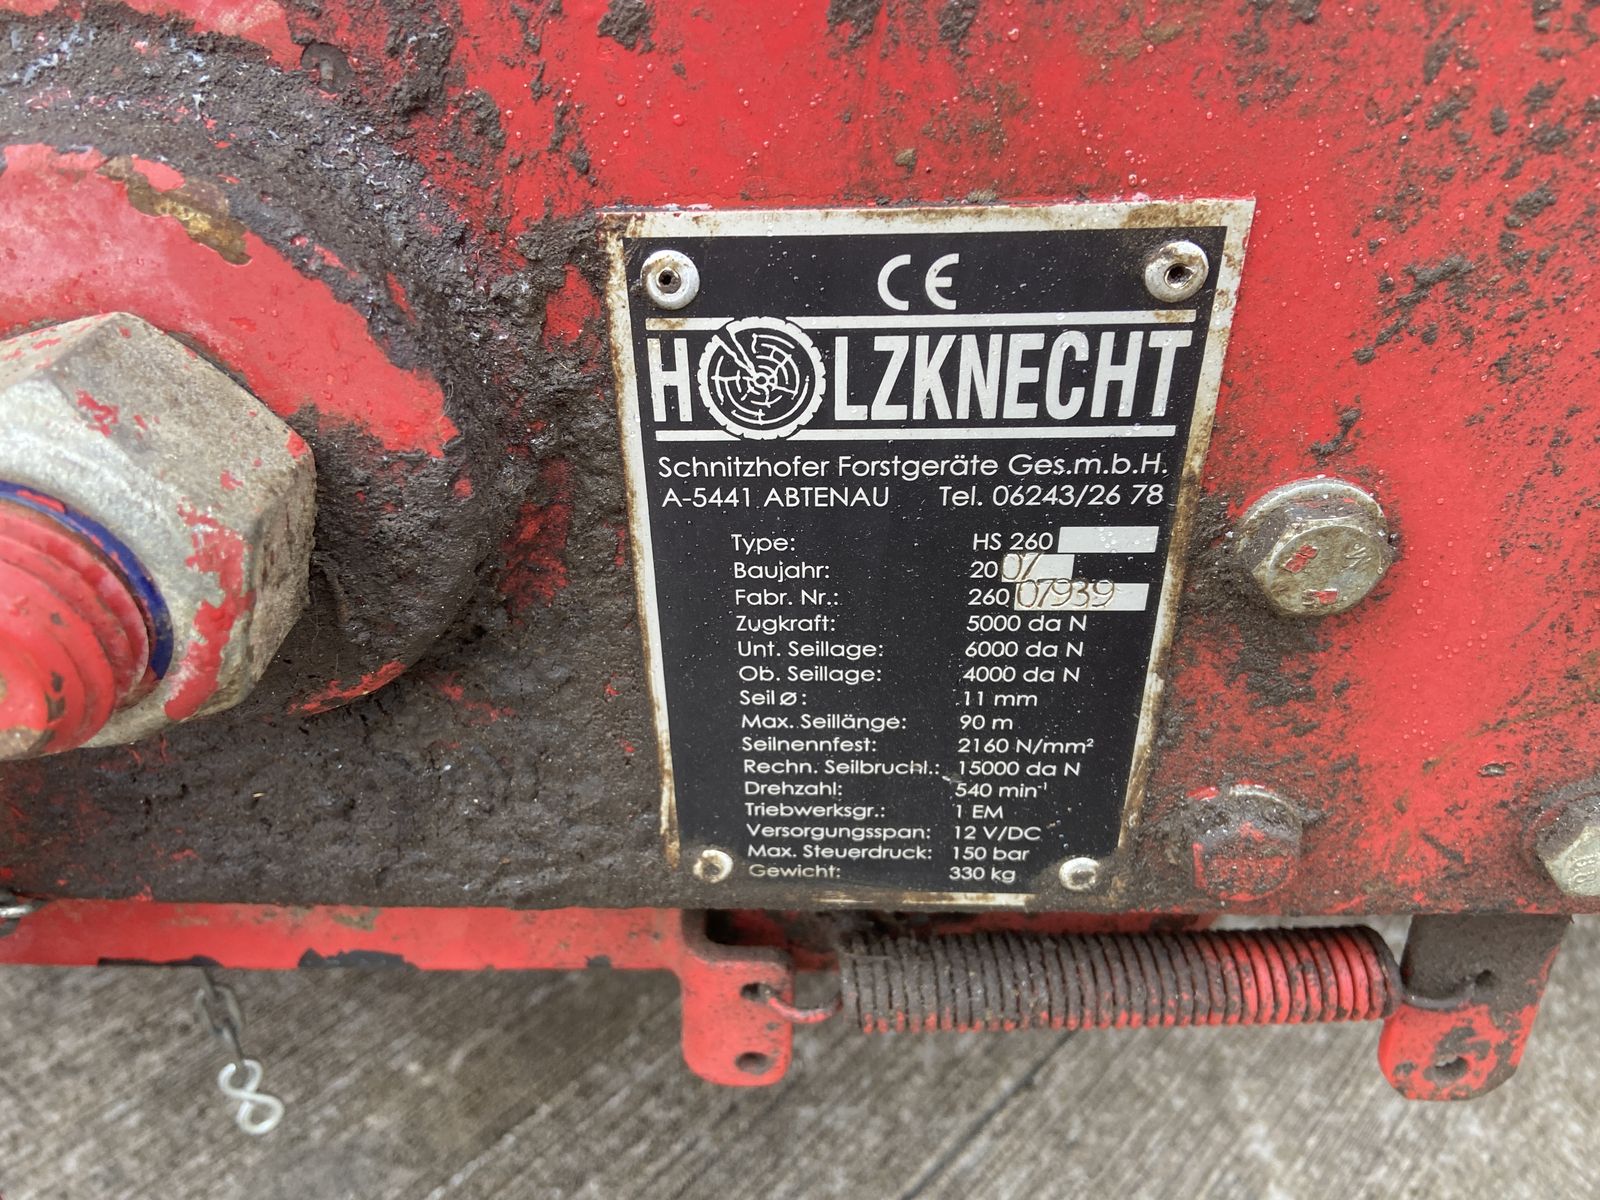 CE
HOLZKNECHT
Schnitzhofer Forstgeräte Ges.m.b.H.
A-5441 ABTENAU Tel. 06243/26 78
Type: HS 260
Baujahr: 2007
Fabr. Nr.: 260 07939
Zugkraft: 5000 da N
Unt. Seillage: 6000 da N
Ob. Seillage: 4000 da N
Seil Ø: 11 mm
Max. Seillänge: 90 m
Seilnennfest: 2160 N/mm²
Rechn. Seilbruchl.: 15000 da N
Drehzahl: 540 min⁻¹
Triebwerksgr.: 1 EM
Versorgungsspan: 12 V/DC
Max. Steuerdruck: 150 bar
Gewicht: 330 kg